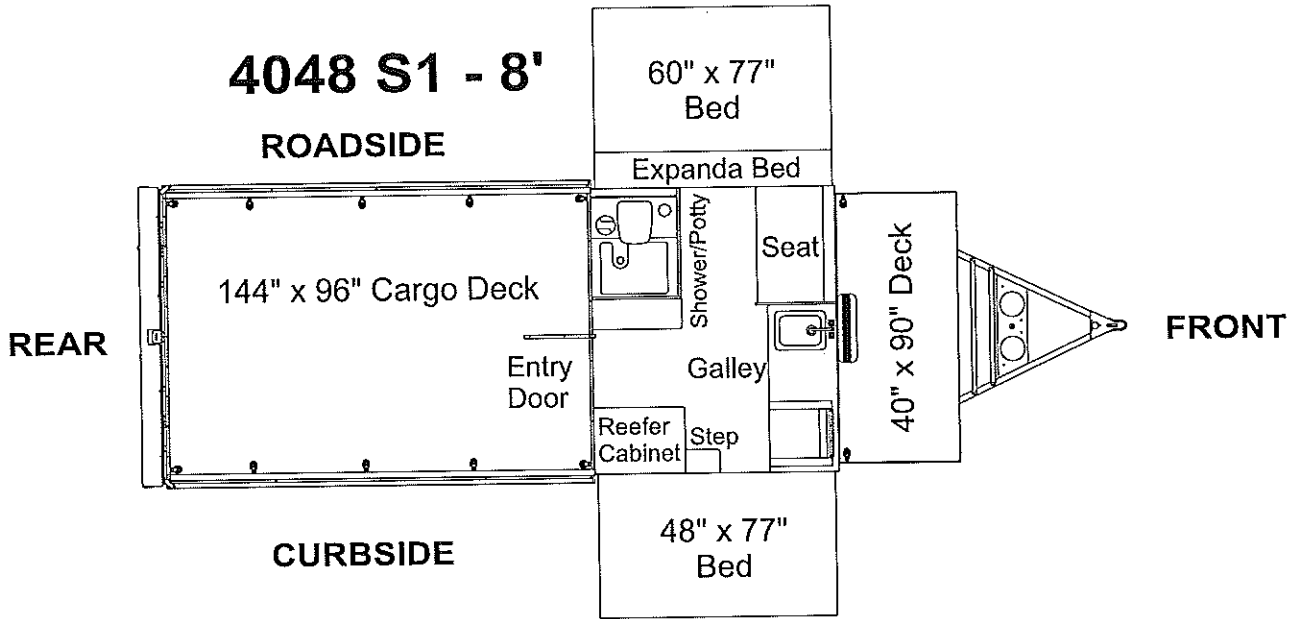 4048 S1 - 8'
ROADSIDE
60" x 77"
Bed
Expanda Bed
Shower/Potty
Seat
144" x 96" Cargo Deck
40" x 90" Deck
REAR
FRONT
Entry
Door
Galley
Reefer
Cabinet
Step
CURBSIDE
48" x 77"
Bed